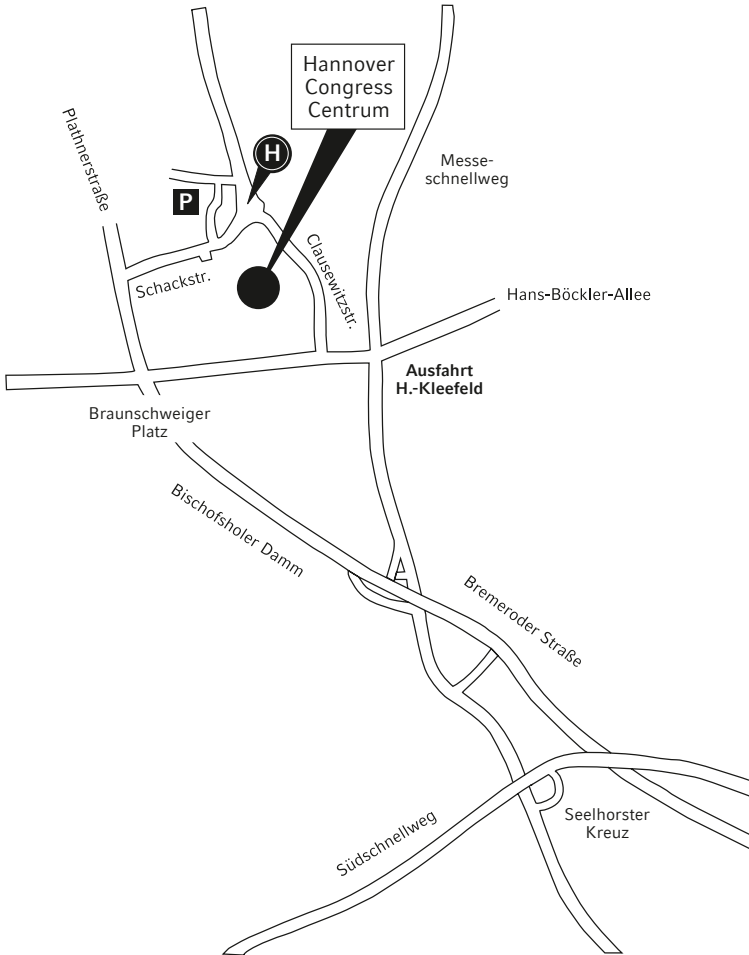 Hannover
Congress
Centrum
Plathnerstraße
H
Messe-
schnellweg
P
Schackstr.
Clausewitzstr.
Hans-Böckler-Allee
Ausfahrt
H.-Kleefeld
Braunschweiger
Platz
Bischofsholer Damm
Bremeroder Straße
Südschnellweg
Seelhorster
Kreuz